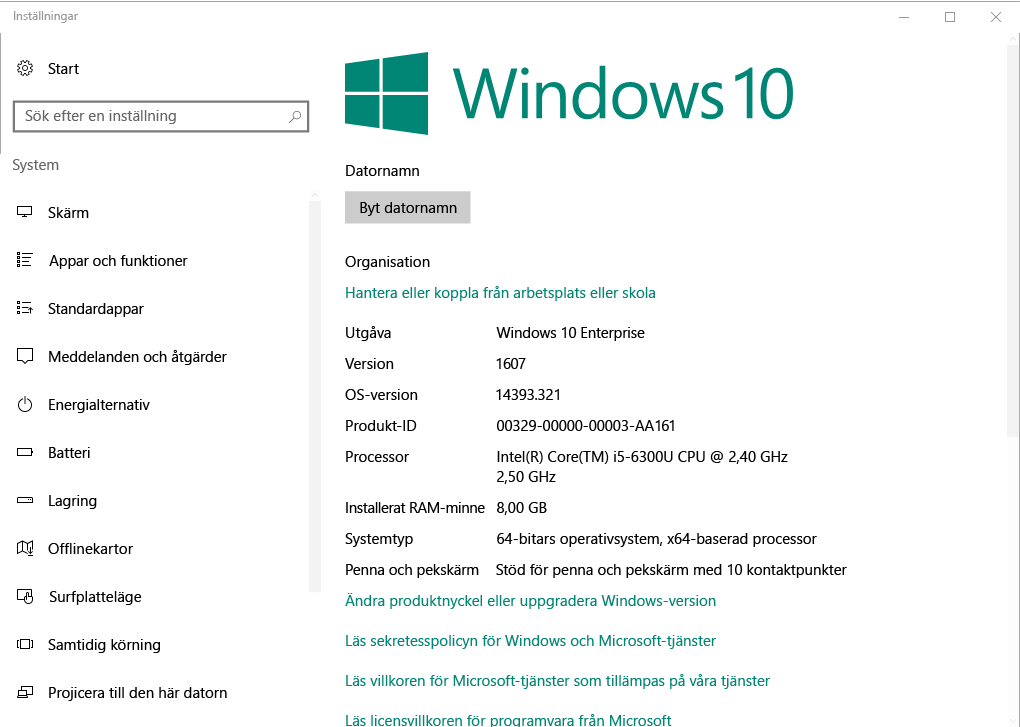 Inställningar
Start
Sök efter en inställning
System
Skärm
Appar och funktioner
Standardappar
Meddelanden och åtgärder
Energialternativ
Batteri
Lagring
Offlinekartor
Surfplatteläge
Samtidig körning
Projicera till den här datorn
Windows 10
Datornamn
Byt datornamn
Organisation
Hantera eller koppla från arbetsplats eller skola
Utgåva Windows 10 Enterprise
Version 1607
OS-version 14393.321
Produkt-ID 00329-00000-00003-AA161
Processor Intel(R) Core(TM) i5-6300U CPU @ 2,40 GHz
2,50 GHz
Installerat RAM-minne 8,00 GB
Systemtyp 64-bitars operativsystem, x64-baserad processor
Penna och pekskärm Stöd för penna och pekskärm med 10 kontaktpunkter
Ändra produktnyckel eller uppgradera Windows-version
Läs sekretesspolicyn för Windows och Microsoft-tjänster
Läs villkoren för Microsoft-tjänster som tillämpas på våra tjänster
Läs licensvillkoren för programvara från Microsoft